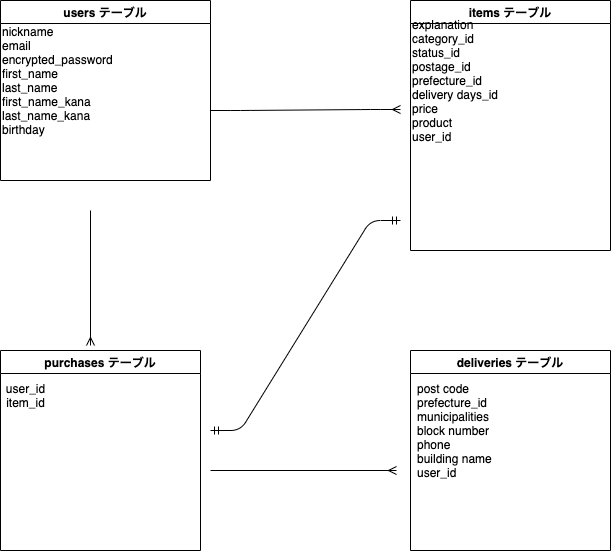 users テーブル
nickname
email
encrypted_password
first_name
last_name
first_name_kana
last_name_kana
birthday
items テーブル
explanation
category_id
status_id
postage_id
prefecture_id
delivery days_id
price
product
user_id
purchases テーブル
user_id
item_id
deliveries テーブル
post code
prefecture_id
municipalities
block number
phone
building name
user_id